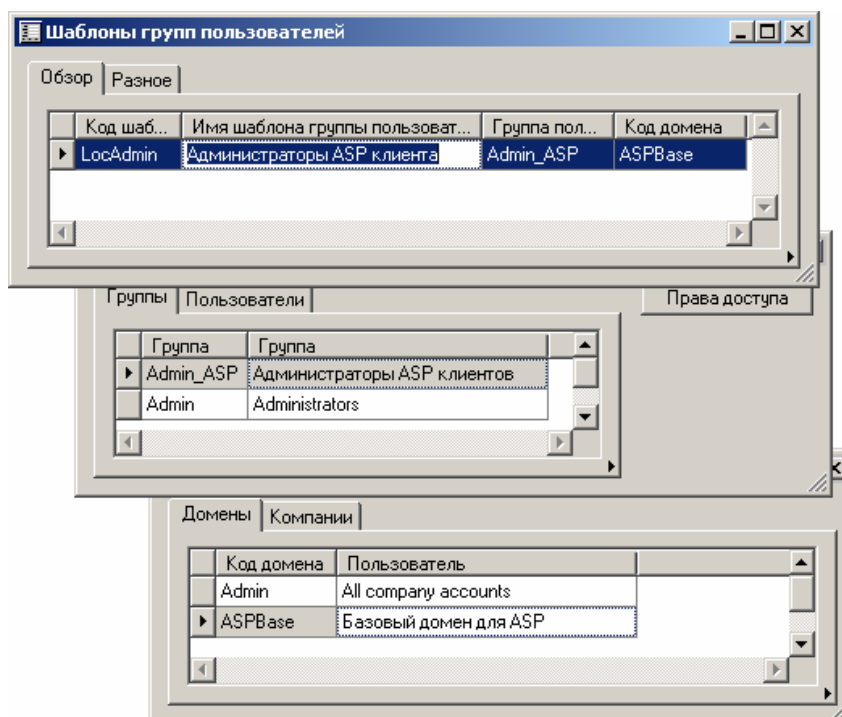 Шаблоны групп пользователей
Обзор Разное
Код шаб... Имя шаблона группы пользоват... Группа пол... Код домена
LocAdmin Администраторы ASP клиента Admin_ASP ASPBase
Группы Пользователи Права доступа
Группа Группа
Admin_ASP Администраторы ASP клиентов
Admin Administrators
Домены Компании
Код домена Пользователь
Admin All company accounts
ASPBase Базовый домен для ASP